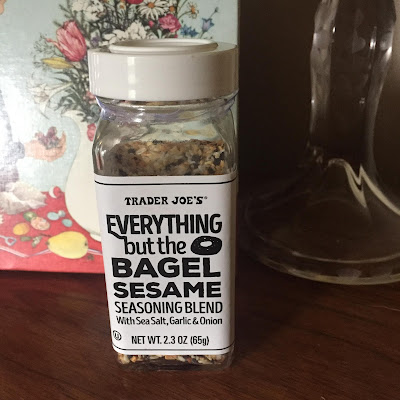 TRADER JOE'S®
EVERYTHING
but the
BAGEL
SESAME
SEASONING BLEND
With Sea Salt, Garlic & Onion
NET WT. 2.3 OZ (65g)